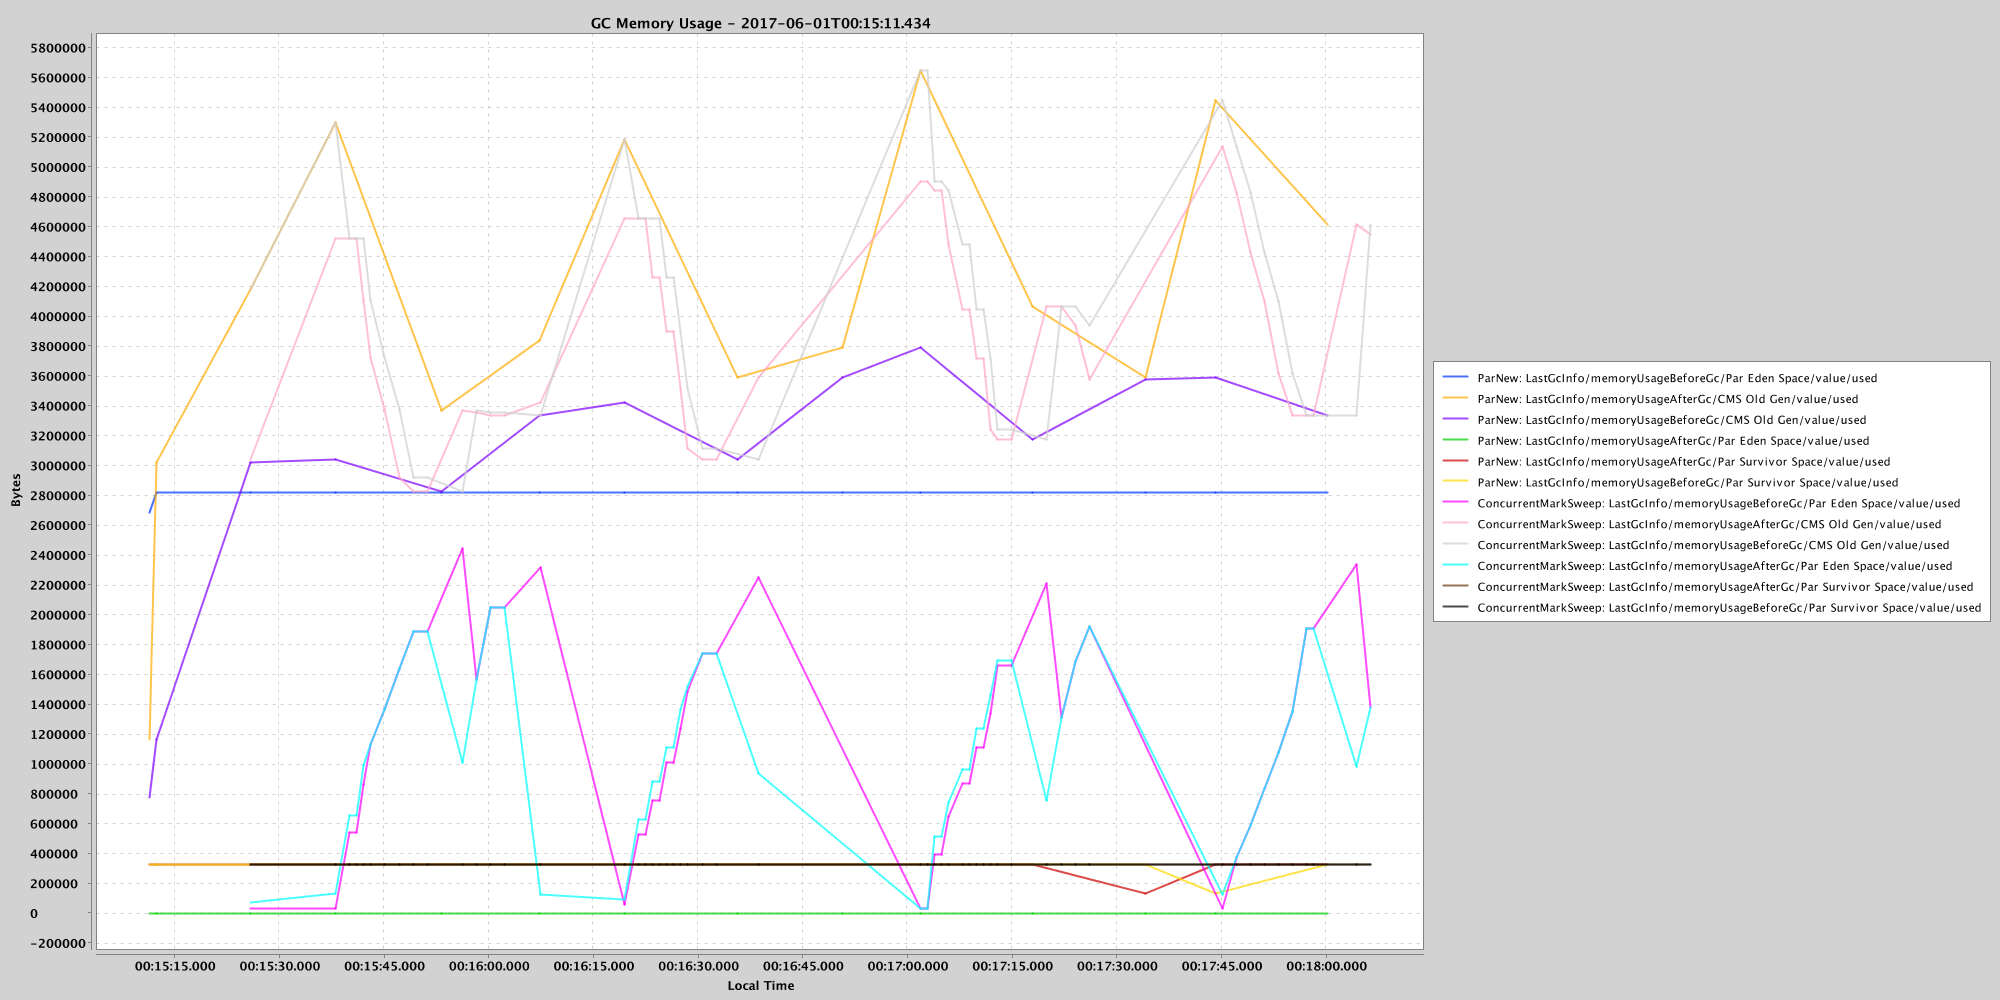 GC Memory Usage - 2017-06-01T00:15:11.434
5800000
5600000
5400000
5200000
5000000
4800000
4600000
4400000
4200000
4000000
3800000
3600000
3400000
3200000
3000000
2800000
2600000
2400000
2200000
2000000
1800000
1600000
1400000
1200000
1000000
800000
600000
400000
200000
0
-200000
Bytes
00:15:15.000 00:15:30.000 00:15:45.000 00:16:00.000 00:16:15.000 00:16:30.000 00:16:45.000 00:17:00.000 00:17:15.000 00:17:30.000 00:17:45.000 00:18:00.000
Local Time
ParNew: LastGcInfo/memoryUsageBeforeGc/Par Eden Space/value/used
ParNew: LastGcInfo/memoryUsageAfterGc/CMS Old Gen/value/used
ParNew: LastGcInfo/memoryUsageBeforeGc/CMS Old Gen/value/used
ParNew: LastGcInfo/memoryUsageAfterGc/Par Eden Space/value/used
ParNew: LastGcInfo/memoryUsageAfterGc/Par Survivor Space/value/used
ParNew: LastGcInfo/memoryUsageBeforeGc/Par Survivor Space/value/used
ConcurrentMarkSweep: LastGcInfo/memoryUsageBeforeGc/Par Eden Space/value/used
ConcurrentMarkSweep: LastGcInfo/memoryUsageAfterGc/CMS Old Gen/value/used
ConcurrentMarkSweep: LastGcInfo/memoryUsageBeforeGc/CMS Old Gen/value/used
ConcurrentMarkSweep: LastGcInfo/memoryUsageAfterGc/Par Eden Space/value/used
ConcurrentMarkSweep: LastGcInfo/memoryUsageAfterGc/Par Survivor Space/value/used
ConcurrentMarkSweep: LastGcInfo/memoryUsageBeforeGc/Par Survivor Space/value/used